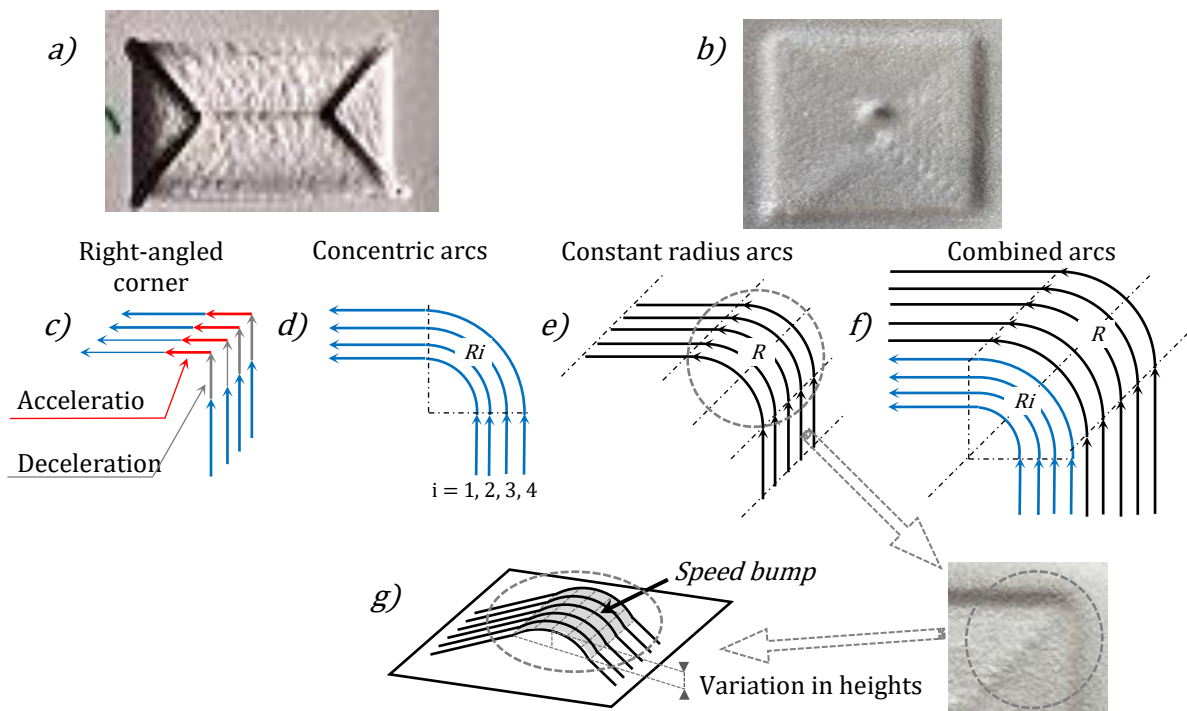 a)
b)
Right-angled
corner
Concentric arcs
Constant radius arcs
Combined arcs
c)
d)
e)
f)
Ri
R
R
Ri
Acceleratio
Deceleration
i = 1, 2, 3, 4
g)
Speed bump
Variation in heights